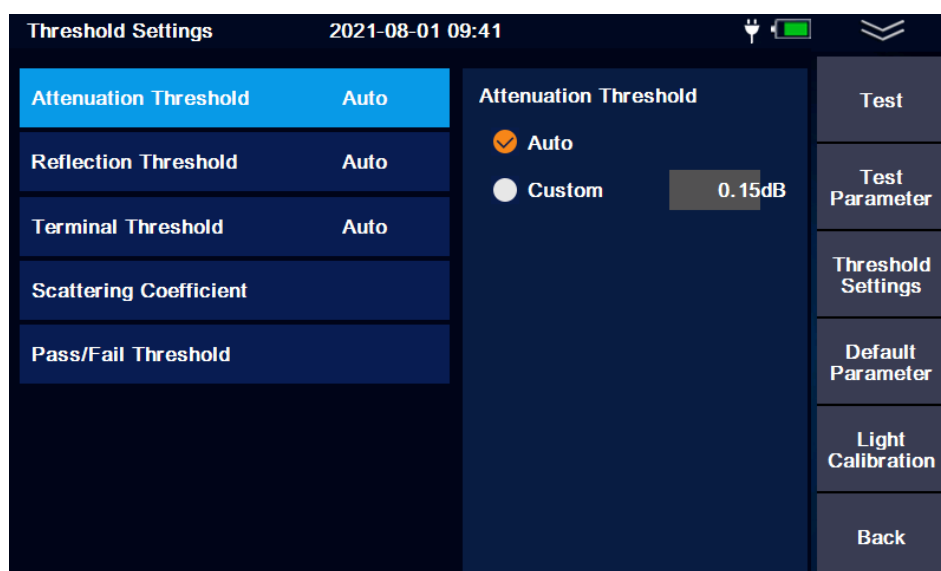 Threshold Settings 2021-08-01 09:41
Attenuation Threshold Auto
Reflection Threshold Auto
Terminal Threshold Auto
Scattering Coefficient
Pass/Fail Threshold
Attenuation Threshold
Auto
Custom 0.15dB
Test
Test
Parameter
Threshold
Settings
Default
Parameter
Light
Calibration
Back